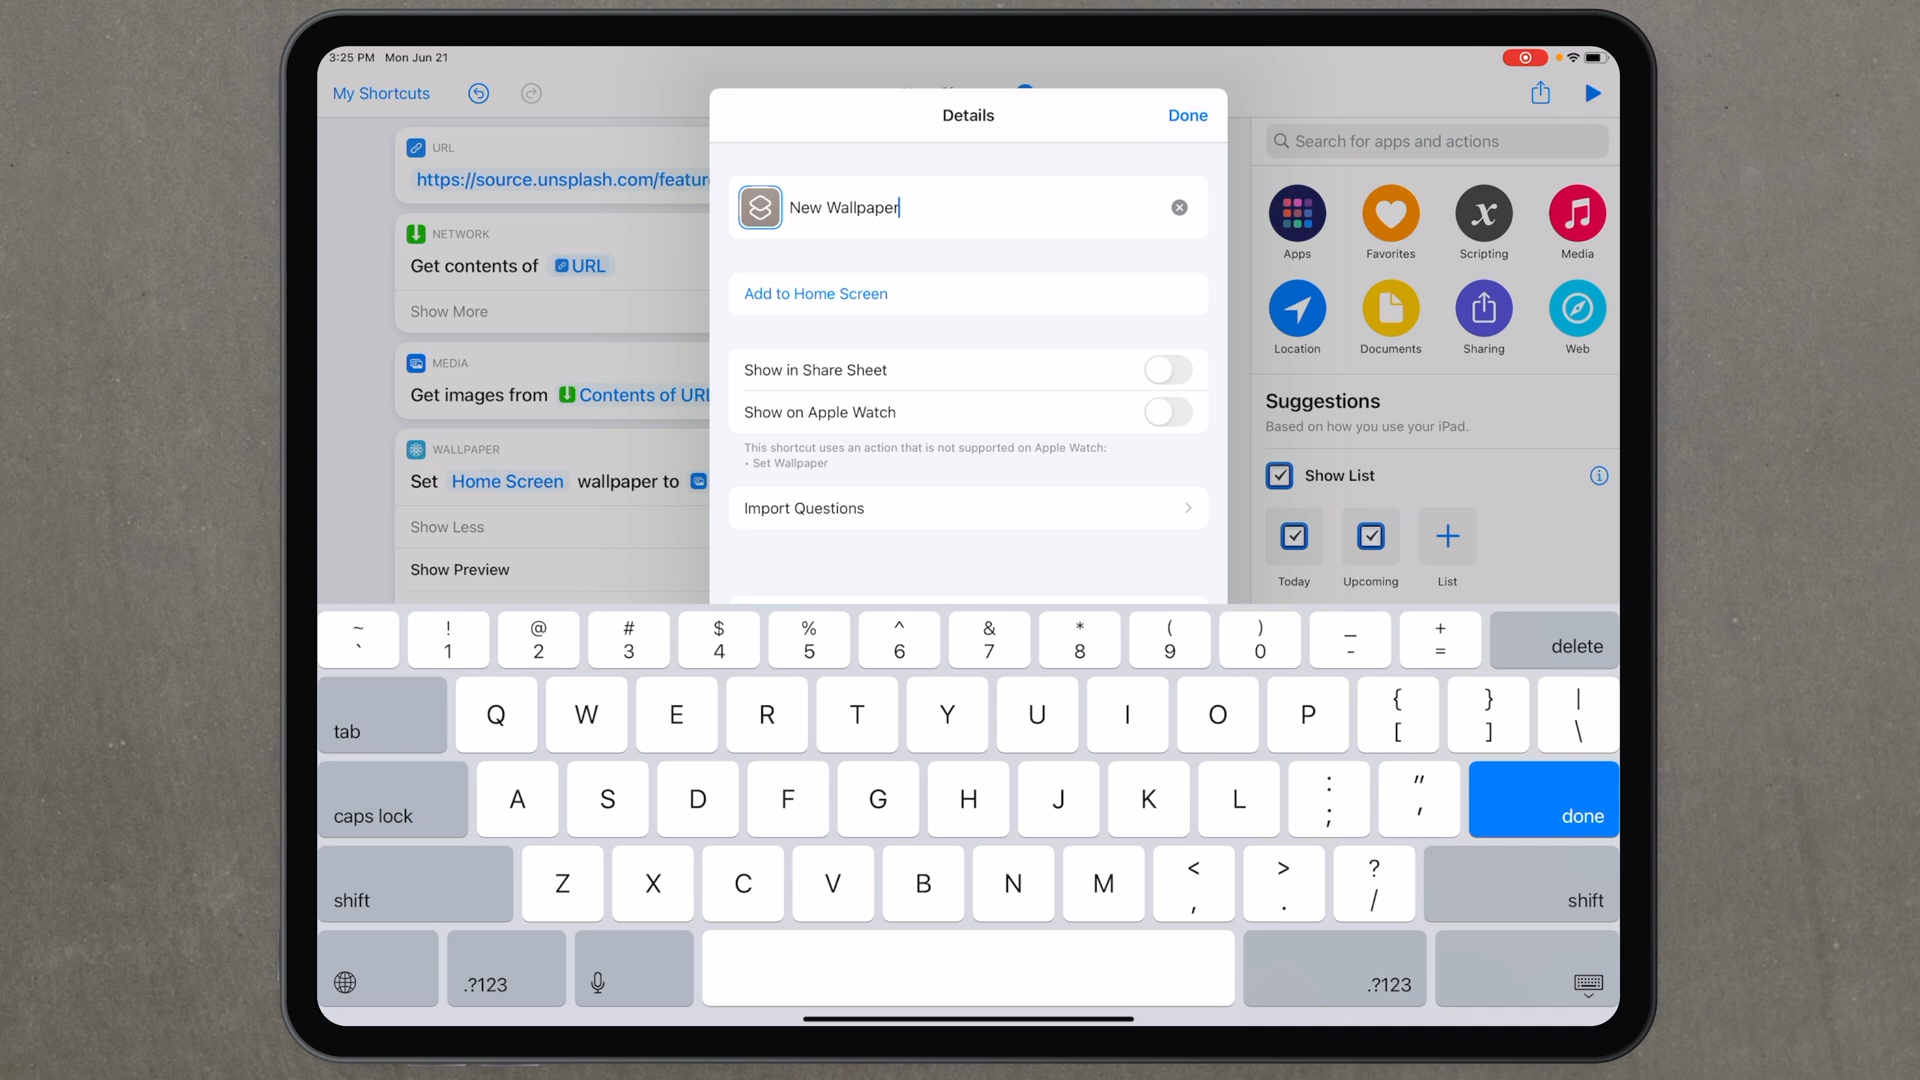 3:25 PM Mon Jun 21
My Shortcuts
URL
https://source.unsplash.com/featur
NETWORK
Get contents of URL
Show More
MEDIA
Get images from Contents of URL
WALLPAPER
Set Home Screen wallpaper to
Show Less
Show Preview
Details
Done
New Wallpaper
Add to Home Screen
Show in Share Sheet
Show on Apple Watch
This shortcut uses an action that is not supported on Apple Watch:
• Set Wallpaper
Import Questions
Search for apps and actions
Apps Favorites Scripting Media
Location Documents Sharing Web
Suggestions
Based on how you use your iPad.
Show List
Today Upcoming List
~ ! @ # $ % ^ & * ( ) _ +
` 1 2 3 4 5 6 7 8 9 0 - = delete
tab Q W E R T Y U I O P { [ } ] | \
caps lock A S D F G H J K L : ; " ' done
shift Z X C V B N M < , > . ? / shift
.?123 .?123